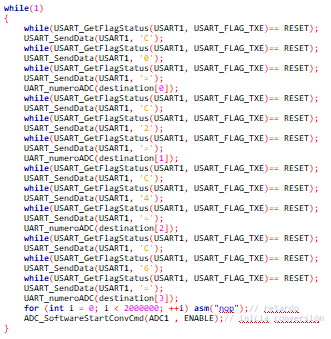 while(1)
{
while(USART_GetFlagStatus(USART1, USART_FLAG_TXE)== RESET);
USART_SendData(USART1, 'C');
while(USART_GetFlagStatus(USART1, USART_FLAG_TXE)== RESET);
USART_SendData(USART1, '0');
while(USART_GetFlagStatus(USART1, USART_FLAG_TXE)== RESET);
USART_SendData(USART1, '=');
UART_numeroADC(destination[0]);
while(USART_GetFlagStatus(USART1, USART_FLAG_TXE)== RESET);
USART_SendData(USART1, 'C');
while(USART_GetFlagStatus(USART1, USART_FLAG_TXE)== RESET);
USART_SendData(USART1, '2');
while(USART_GetFlagStatus(USART1, USART_FLAG_TXE)== RESET);
USART_SendData(USART1, '=');
UART_numeroADC(destination[1]);
while(USART_GetFlagStatus(USART1, USART_FLAG_TXE)== RESET);
USART_SendData(USART1, 'C');
while(USART_GetFlagStatus(USART1, USART_FLAG_TXE)== RESET);
USART_SendData(USART1, '4');
while(USART_GetFlagStatus(USART1, USART_FLAG_TXE)== RESET);
USART_SendData(USART1, '=');
UART_numeroADC(destination[2]);
while(USART_GetFlagStatus(USART1, USART_FLAG_TXE)== RESET);
USART_SendData(USART1, 'C');
while(USART_GetFlagStatus(USART1, USART_FLAG_TXE)== RESET);
USART_SendData(USART1, '6');
while(USART_GetFlagStatus(USART1, USART_FLAG_TXE)== RESET);
USART_SendData(USART1, '=');
UART_numeroADC(destination[3]);
for (int i = 0; i < 2000000; ++i) asm("nop");// retardo
ADC_SoftwareStartConvCmd(ADC1 , ENABLE);// Inicia conversión
}